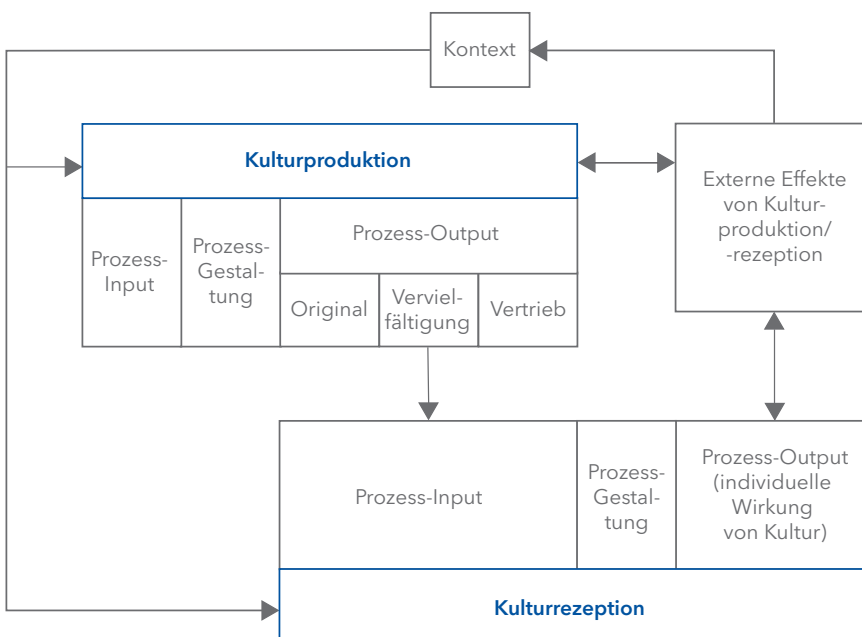 Kontext
Kulturproduktion
Externe Effekte
von Kultur-
produktion/
-rezeption
Prozess-
Input
Prozess-
Gestal-
tung
Prozess-Output
Original
Verviel-
fältigung
Vertrieb
Prozess-Input
Prozess-
Gestal-
tung
Prozess-Output
(individuelle
Wirkung
von Kultur)
Kulturrezeption